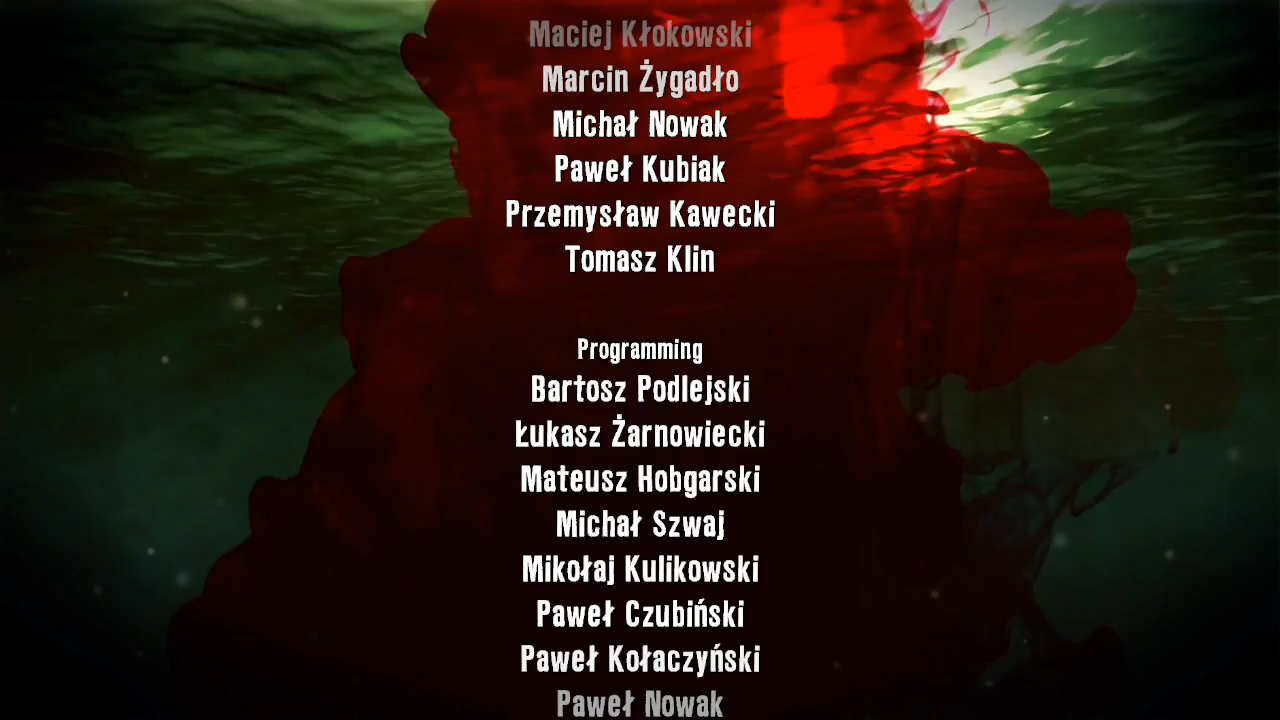 Maciej Kłokowski
Marcin Żygadło
Michał Nowak
Paweł Kubiak
Przemysław Kawecki
Tomasz Klin
Programming
Bartosz Podlejski
Łukasz Żarnowiecki
Mateusz Hobgarski
Michał Szwaj
Mikołaj Kulikowski
Paweł Czubiński
Paweł Kołaczyński
Paweł Nowak